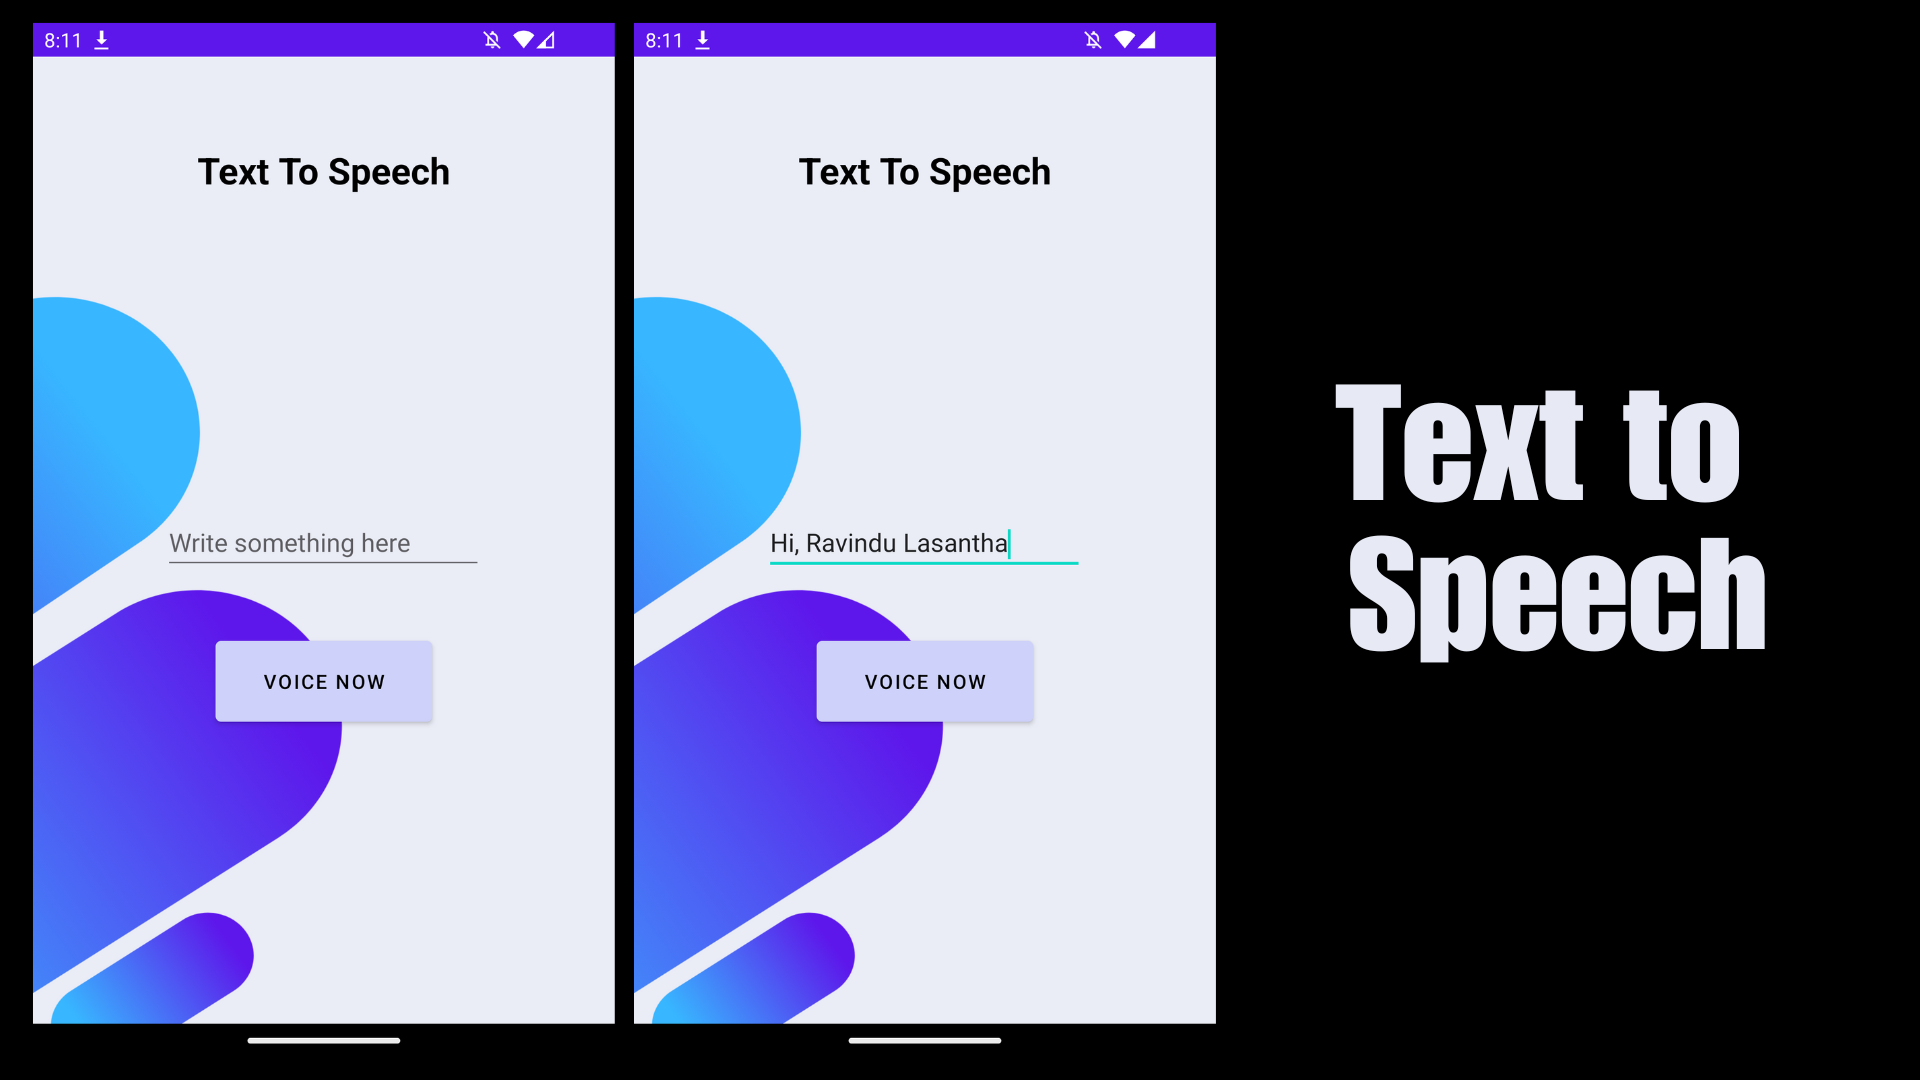 8:11
Text To Speech
Write something here
VOICE NOW
8:11
Text To Speech
Hi, Ravindu Lasantha
VOICE NOW
Text to
Speech